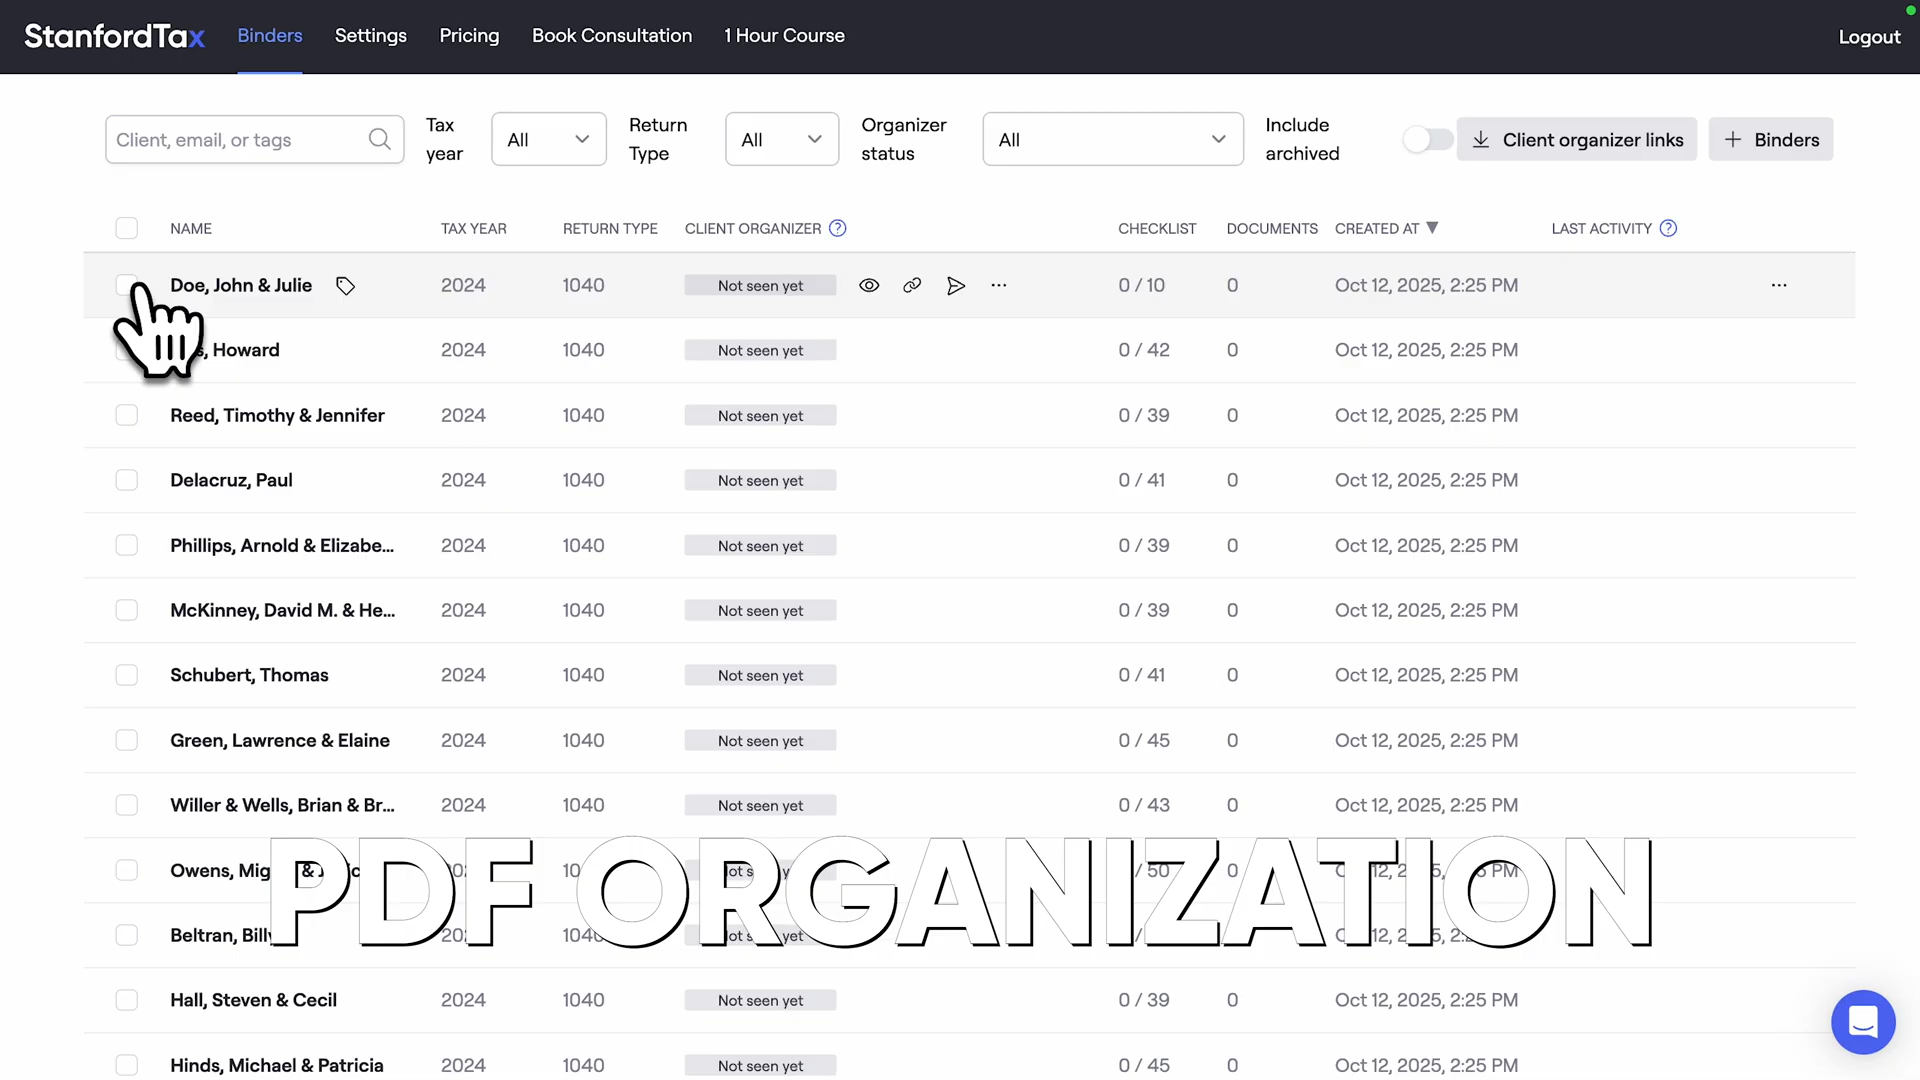 StanfordTax Binders Settings Pricing Book Consultation 1 Hour Course Logout
Client, email, or tags Tax year All Return Type All Organizer status All Include archived Client organizer links Binders
NAME TAX YEAR RETURN TYPE CLIENT ORGANIZER ? CHECKLIST DOCUMENTS CREATED AT LAST ACTIVITY ?
Doe, John & Julie 2024 1040 Not seen yet 0 / 10 0 Oct 12, 2025, 2:25 PM
Howard 2024 1040 Not seen yet 0 / 42 0 Oct 12, 2025, 2:25 PM
Reed, Timothy & Jennifer 2024 1040 Not seen yet 0 / 39 0 Oct 12, 2025, 2:25 PM
Delacruz, Paul 2024 1040 Not seen yet 0 / 41 0 Oct 12, 2025, 2:25 PM
Phillips, Arnold & Elizabe... 2024 1040 Not seen yet 0 / 39 0 Oct 12, 2025, 2:25 PM
McKinney, David M. & He... 2024 1040 Not seen yet 0 / 39 0 Oct 12, 2025, 2:25 PM
Schubert, Thomas 2024 1040 Not seen yet 0 / 41 0 Oct 12, 2025, 2:25 PM
Green, Lawrence & Elaine 2024 1040 Not seen yet 0 / 45 0 Oct 12, 2025, 2:25 PM
Willer & Wells, Brian & Br... 2024 1040 Not seen yet 0 / 43 0 Oct 12, 2025, 2:25 PM
Owens, & / 50 0 PM
PDF ORGANIZATION
Beltran,
Hall, Steven & Cecil 2024 1040 Not seen yet 0 / 39 0 Oct 12, 2025, 2:25 PM
Hinds, Michael & Patricia 2024 1040 Not seen yet 0 / 45 0 Oct 12, 2025, 2:25 PM